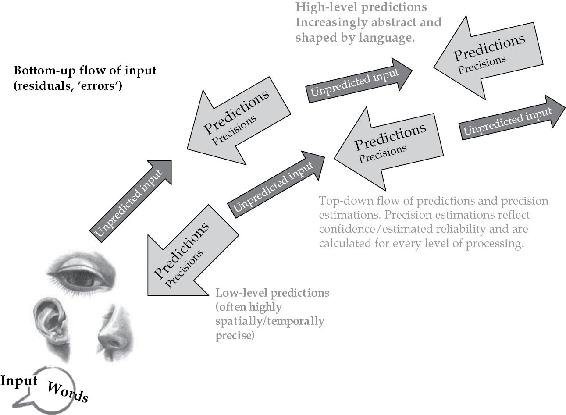 High-level predictions
Increasingly abstract and
shaped by language.
Predictions
Precisions
Bottom-up flow of input
(residuals, ‘errors’)
Unpredicted input
Predictions
Precisions
Unpredicted input
Predictions
Precisions
Unpredicted input
Unpredicted input
Top-down flow of predictions and precision
estimations. Precision estimations reflect
confidence/estimated reliability and are
calculated for every level of processing.
Predictions
Precisions
Low-level predictions
(often highly
spatially/temporally
precise)
Input Words